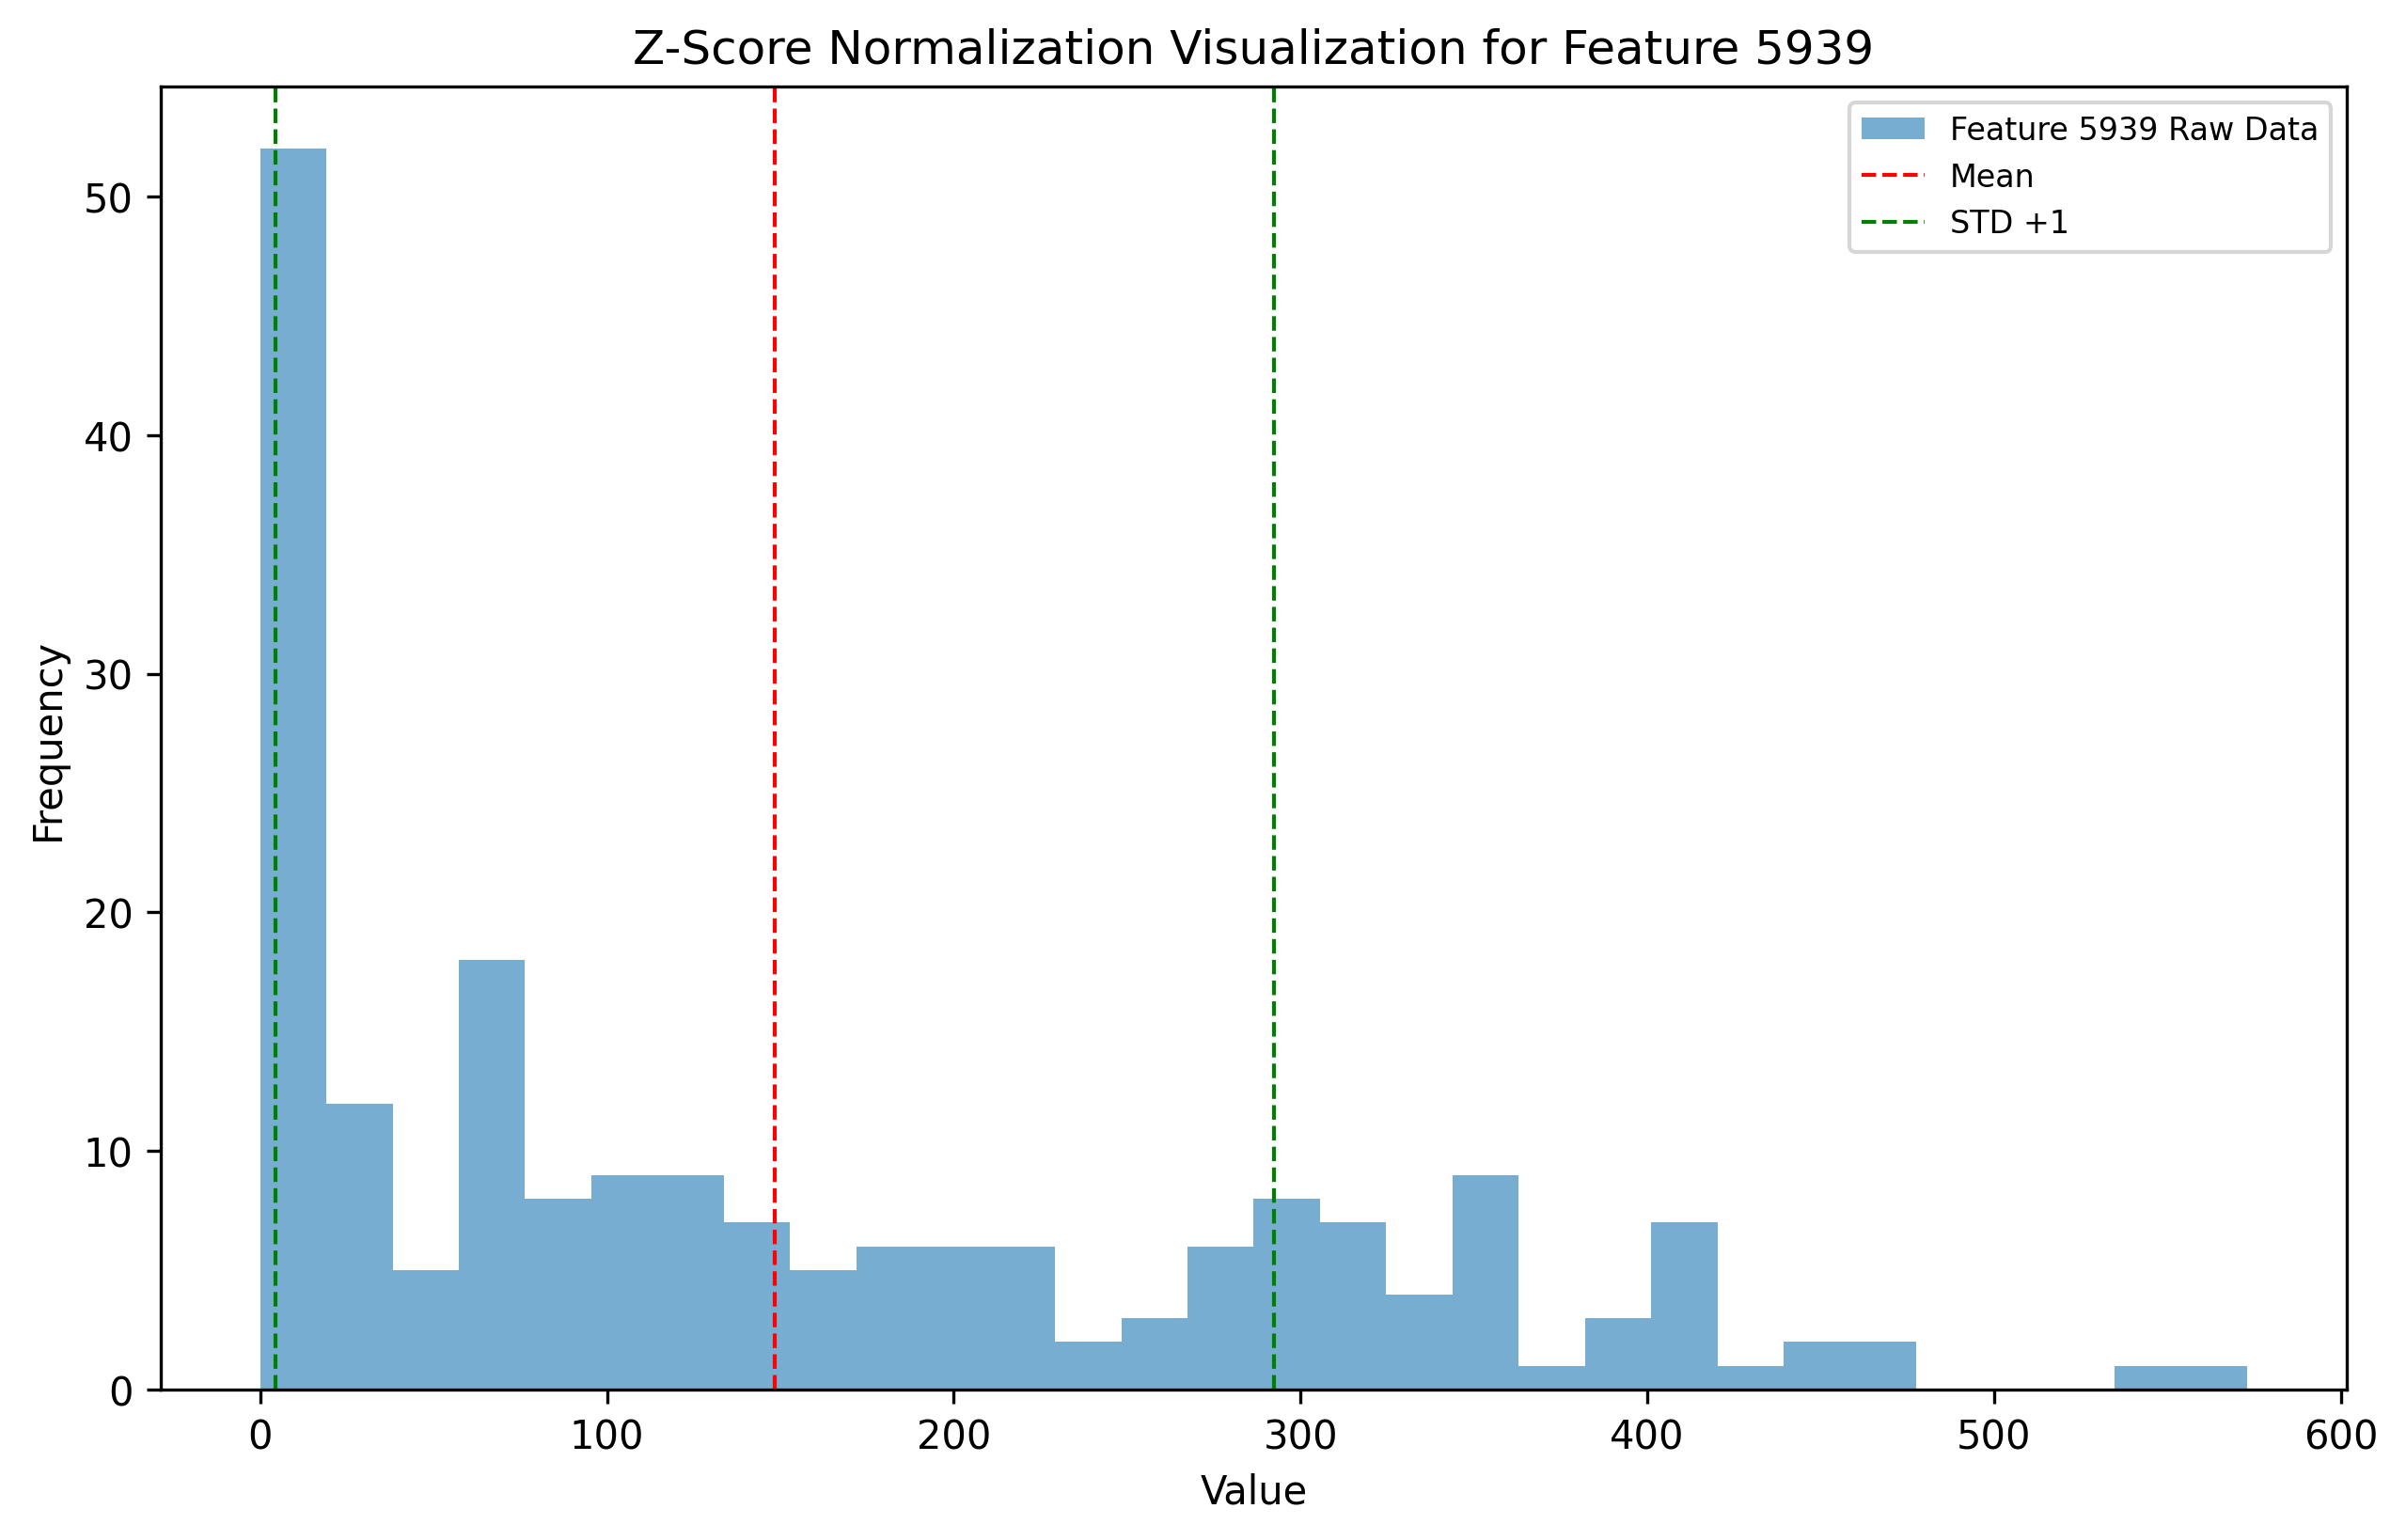 Z-Score Normalization Visualization for Feature 5939
Feature 5939 Raw Data
Mean
STD +1
Frequency
50
40
30
20
10
0
0 100 200 300 400 500 600
Value